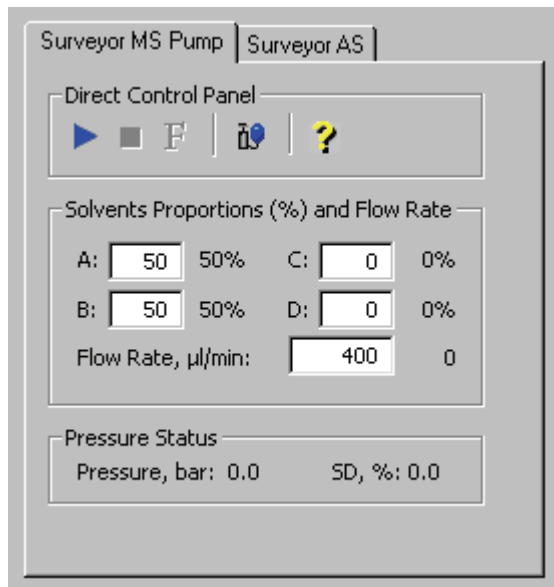 Surveyor MS Pump Surveyor AS
Direct Control Panel
F ?
Solvents Proportions (%) and Flow Rate
A: 50 50% C: 0 0%
B: 50 50% D: 0 0%
Flow Rate, µl/min: 400 0
Pressure Status
Pressure, bar: 0.0 SD, %: 0.0